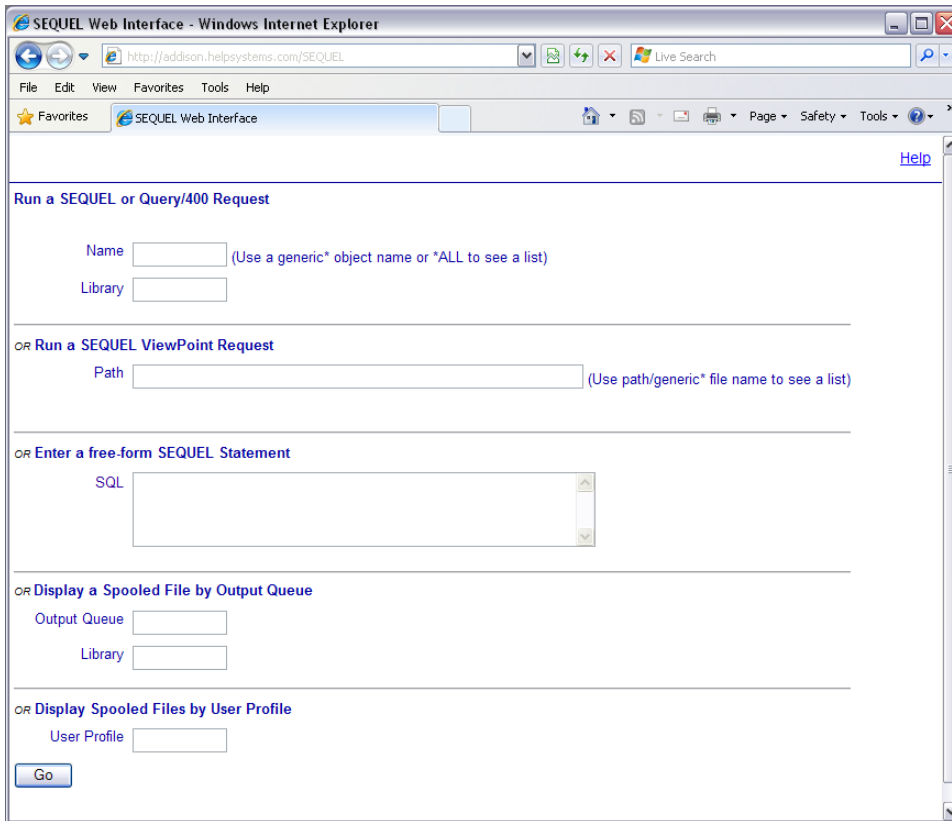 SEQUEL Web Interface - Windows Internet Explorer
http://addison.helpsystems.com/SEQUEL
Live Search
File Edit View Favorites Tools Help
Favorites
SEQUEL Web Interface
Page Safety Tools
Help
Run a SEQUEL or Query/400 Request
Name (Use a generic* object name or *ALL to see a list)
Library
OR Run a SEQUEL ViewPoint Request
Path (Use path/generic* file name to see a list)
OR Enter a free-form SEQUEL Statement
SQL
OR Display a Spooled File by Output Queue
Output Queue
Library
OR Display Spooled Files by User Profile
User Profile
Go